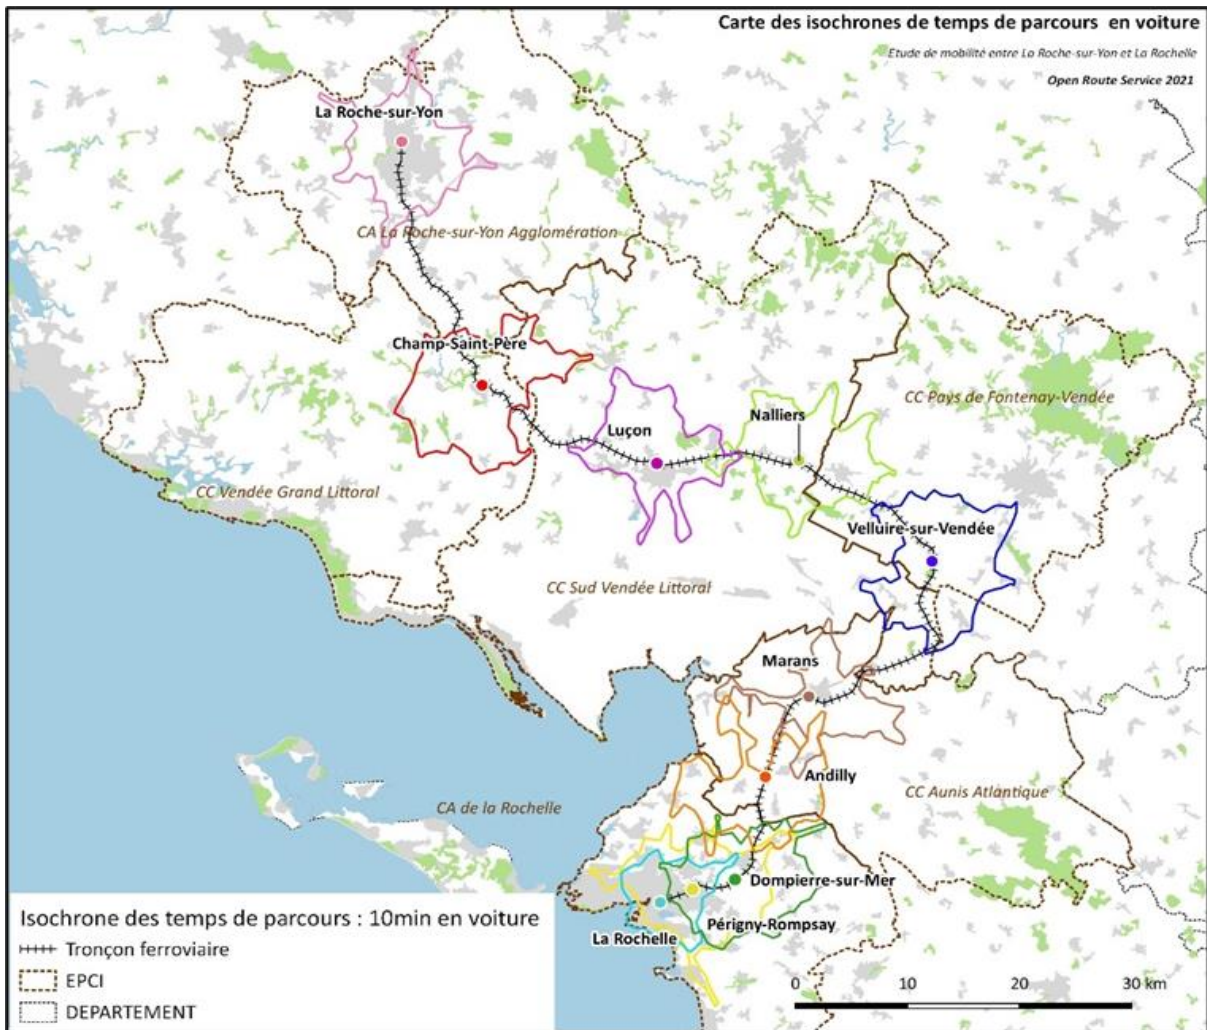 Carte des isochrones de temps de parcours en voiture
Etude de mobilité entre La Roche-sur-Yon et La Rochelle
Open Route Service 2021
La Roche-sur-Yon
CA La Roche-sur-Yon Agglomération
Champ-Saint-Père
CC Pays de Fontenay-Vendée
Nalliers
Luçon
CC Vendée Grand Littoral
Velluire-sur-Vendée
CC Sud Vendée Littoral
Marans
Andilly
CC Aunis Atlantique
CA de la Rochelle
Dompierre-sur-Mer
Périgny-Rompsay
La Rochelle
Isochrone des temps de parcours : 10min en voiture
Tronçon ferroviaire
EPCI
DEPARTEMENT
0 10 20 30 km